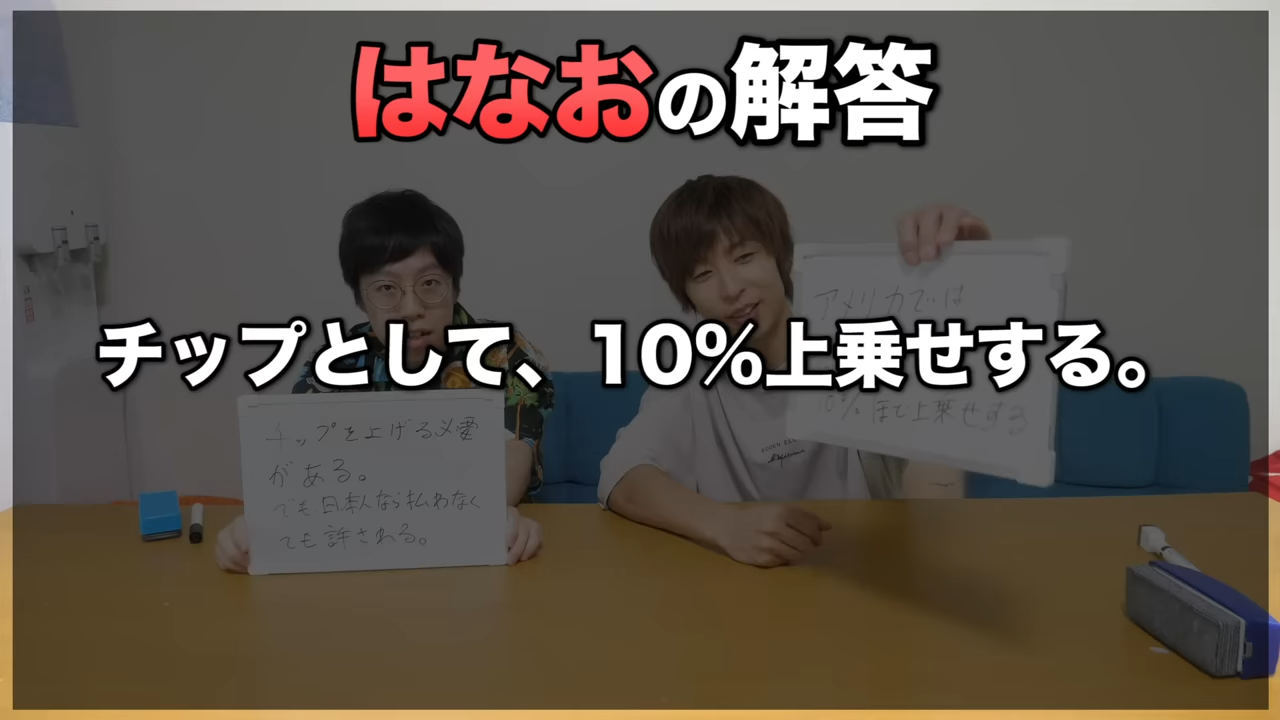 はなおの解答
チップとして、10%上乗せする。
アメリカでは
10%ほど上乗せする
チップを上げる必要
がある。
でも日本人なら払わなく
ても許される。